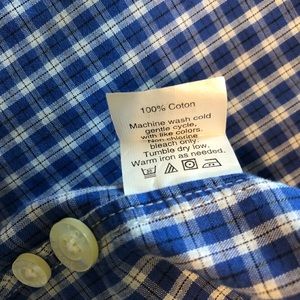 100% Coton
Machine wash cold
gentle cycle,
with like colors.
Non-chlorine
bleach only.
Tumble dry low.
Warm iron as needed.